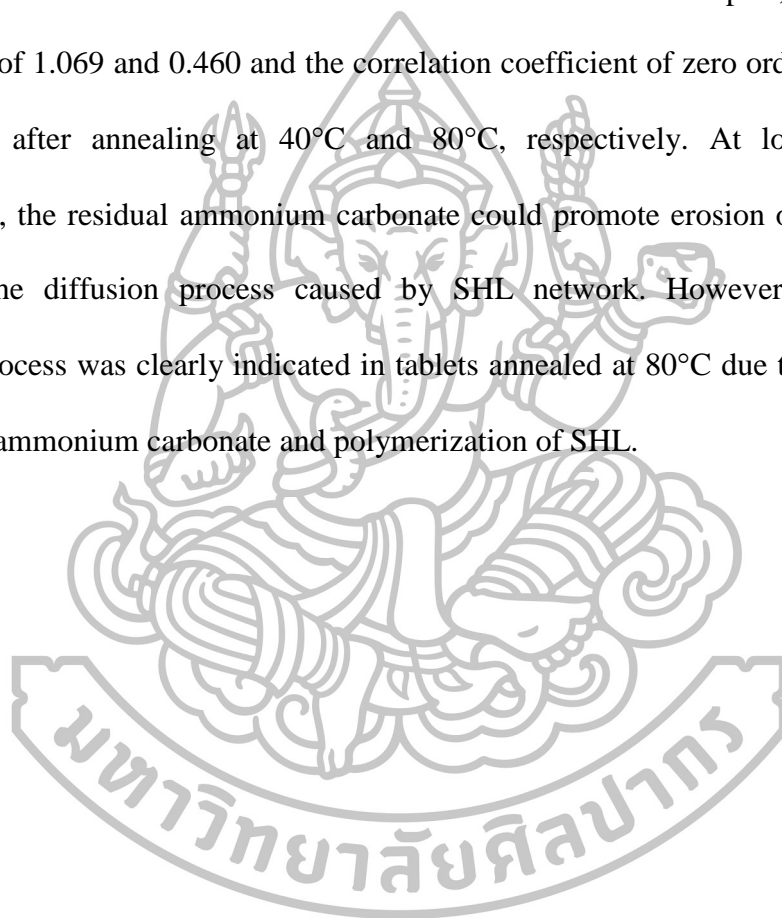 of 1.069 and 0.460 and the correlation coefficient of zero ord
after annealing at 40°C and 80°C, respectively. At lo
, the residual ammonium carbonate could promote erosion o
ne diffusion process caused by SHL network. However
rocess was clearly indicated in tablets annealed at 80°C due t
ammonium carbonate and polymerization of SHL.
มหาวิทยาลัยศิลปากร